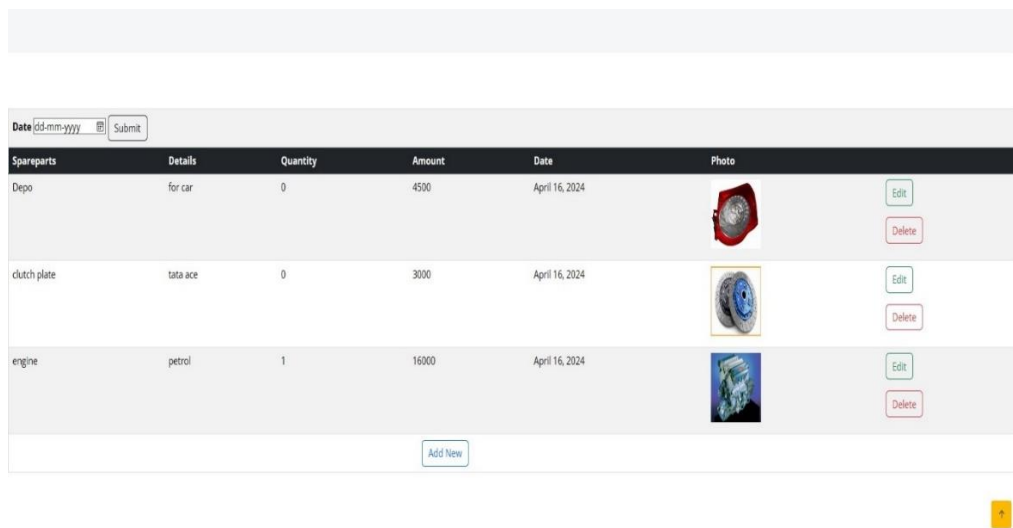 Date dd-mm-yyyy Submit
Spareparts Details Quantity Amount Date Photo
Depo for car 0 4500 April 16, 2024 Edit
Delete
clutch plate tata ace 0 3000 April 16, 2024 Edit
Delete
engine petrol 1 16000 April 16, 2024 Edit
Delete
Add New